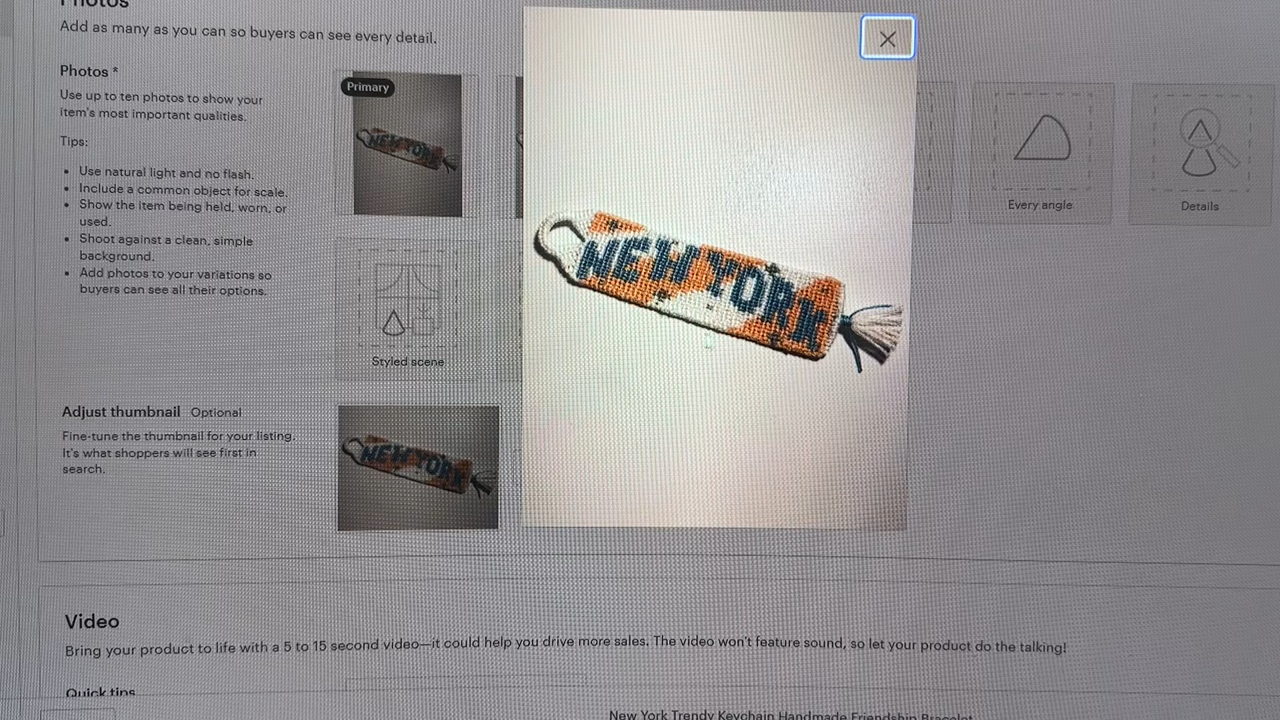 Photos
Add as many as you can so buyers can see every detail.
Photos *
Use up to ten photos to show your
item's most important qualities.
Tips:
• Use natural light and no flash.
• Include a common object for scale.
• Show the item being held, worn, or
used.
• Shoot against a clean, simple
background.
• Add photos to your variations so
buyers can see all their options.
Primary
NEW YORK
NEW YORK
Every angle
Details
Styled scene
Adjust thumbnail Optional
Fine-tune the thumbnail for your listing.
It's what shoppers will see first in
search.
NEW YORK
Video
Bring your product to life with a 5 to 15 second video—it could help you drive more sales. The video won't feature sound, so let your product do the talking!
Quick tips
New York Trendy Keychain Handmade Friendship Bracelet